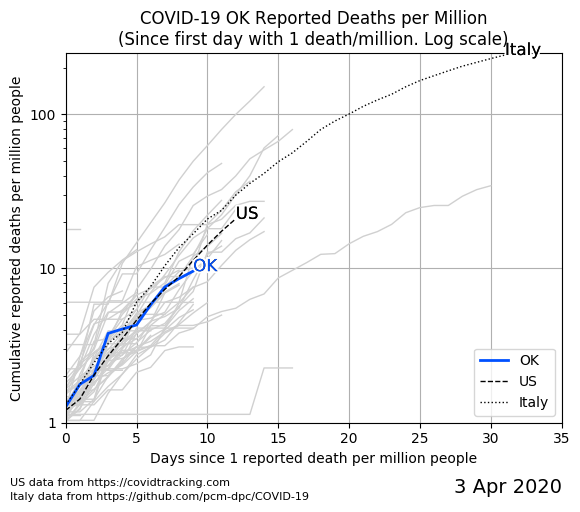 COVID-19 OK Reported Deaths per Million
(Since first day with 1 death/million. Log scale)
Italy
Cumulative reported deaths per million people
100
10
1
US
OK
OK
US
Italy
0 5 10 15 20 25 30 35
Days since 1 reported death per million people
US data from https://covidtracking.com
Italy data from https://github.com/pcm-dpc/COVID-19
3 Apr 2020